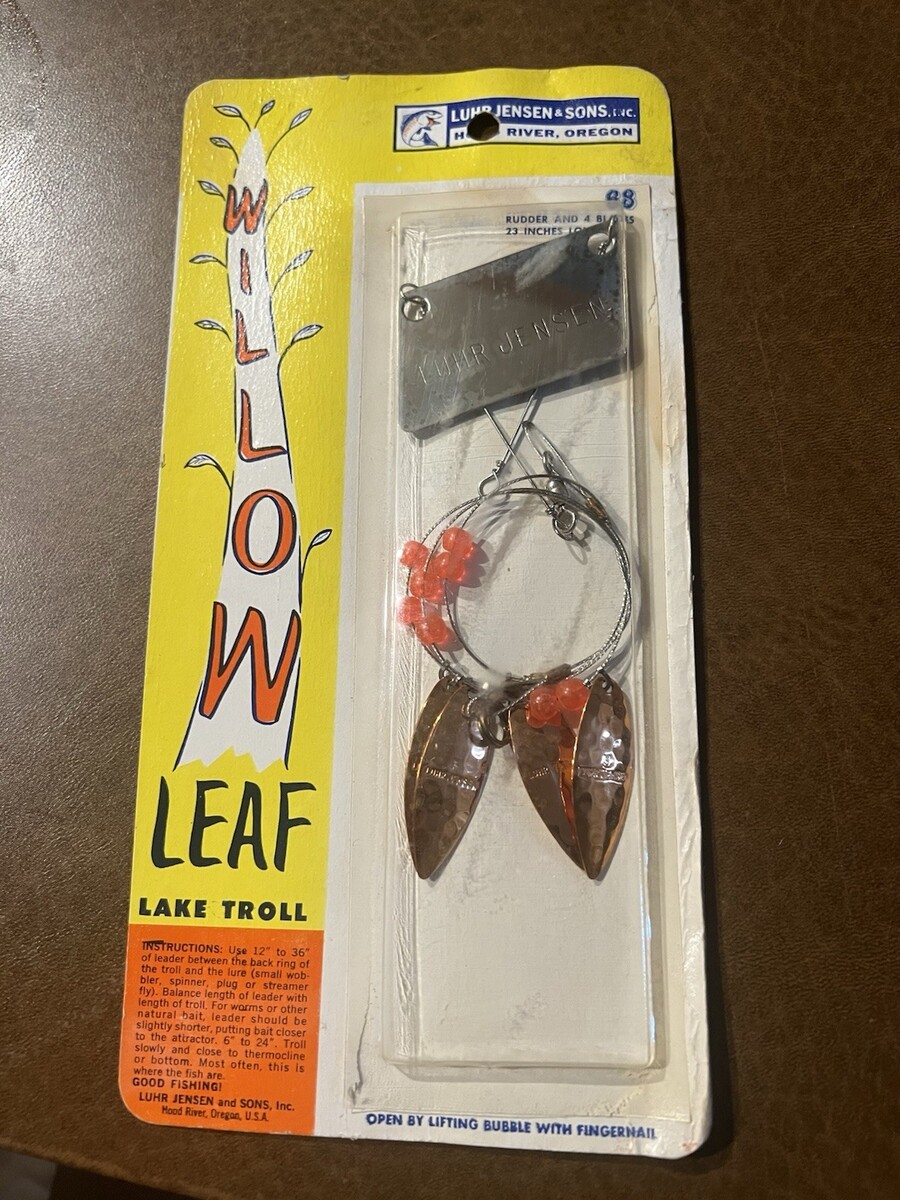 LUHR JENSEN & SONS, INC.
RIVER, OREGON
WILLOW
LEAF
LAKE TROLL
RUDDER AND 4
23 INCHES
LUHR JENSEN
INSTRUCTIONS: Use 12" to 36"
of leader between the back ring of
the troll and the lure (small wob-
bler, spinner, plug or streamer
fly). Balance length of leader with
length of troll. For worms or other
natural bait, leader should be
slightly shorter, putting bait closer
to the attractor. 6" to 24". Troll
slowly and close to thermocline
or bottom. Most often, this is
where the fish are.
GOOD FISHING!
LUHR JENSEN and SONS, Inc.
Hood River, Oregon, U.S.A.
OPEN BY LIFTING BUBBLE WITH FINGERNAIL